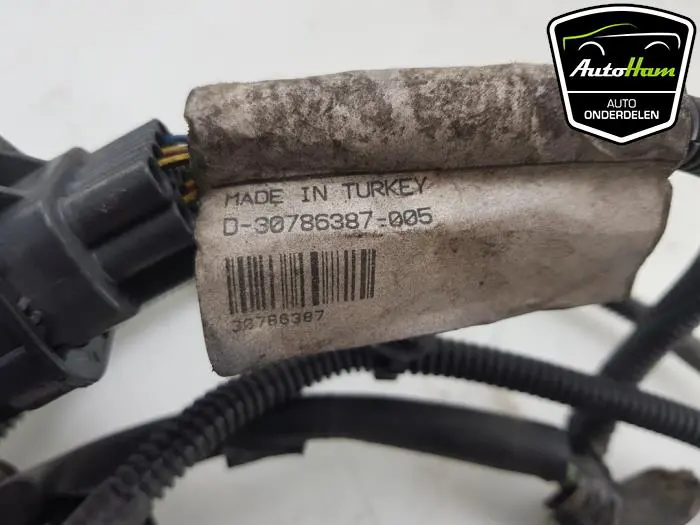 AutoHam
AUTO
ONDERDELEN
MADE IN TURKEY
D-30786387-005
30786387